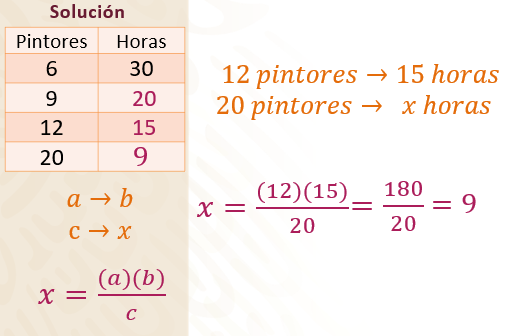 Solución
Pintores Horas
6 30
9 20
12 15
20 9
a → b
c → x
x = (a)(b)/c
12 pintores → 15 horas
20 pintores → x horas
x = (12)(15)/20 = 180/20 = 9